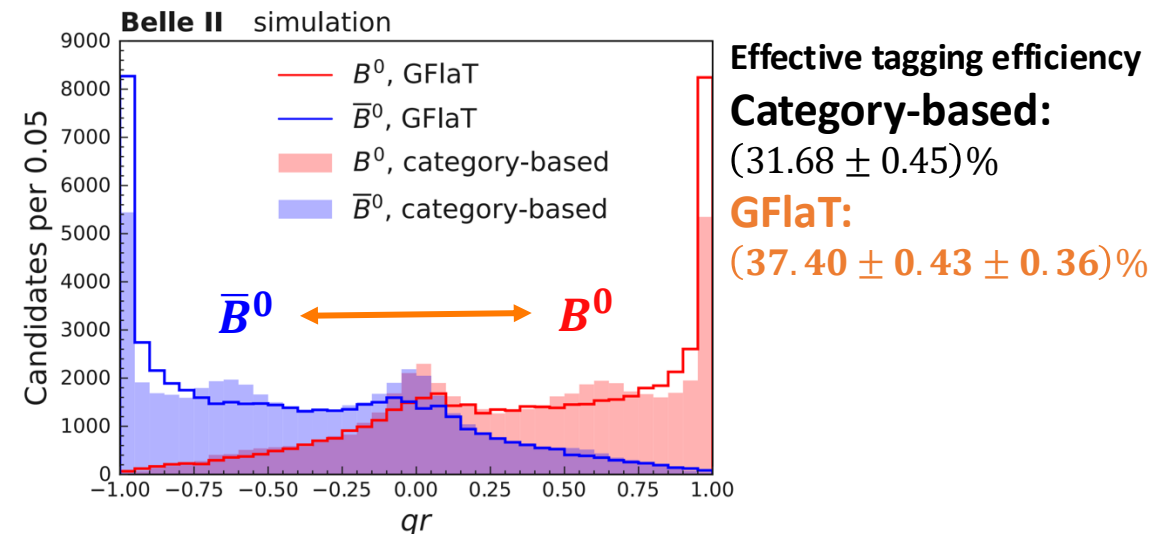 Belle II simulation
9000
8000
7000
6000
5000
4000
3000
2000
1000
0
Candidates per 0.05
B⁰, GFlaT
B̅⁰, GFlaT
B⁰, category-based
B̅⁰, category-based
B̅⁰
B⁰
−1.00 −0.75 −0.50 −0.25 0.00 0.25 0.50 0.75 1.00
qr
Effective tagging efficiency
Category-based:
(31.68 ± 0.45)%
GFlaT:
(37.40 ± 0.43 ± 0.36)%